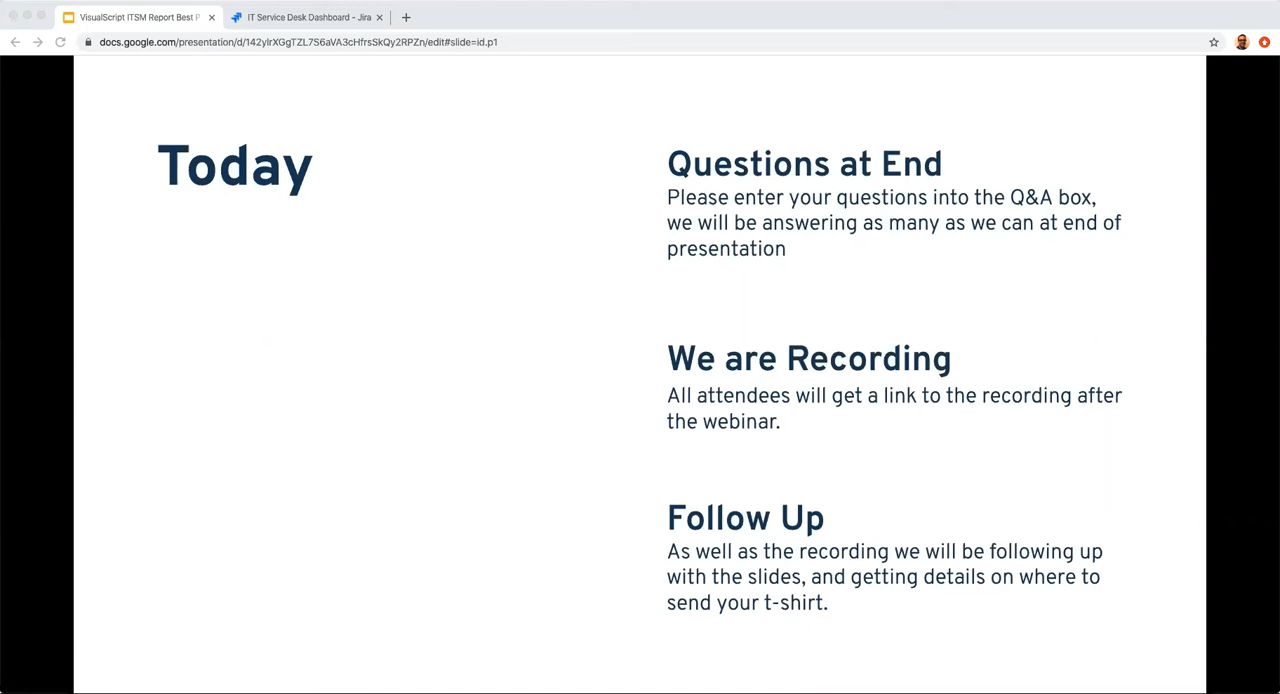 VisualScript ITSM Report Best P
IT Service Desk Dashboard - Jira
docs.google.com/presentation/d/142ylrXGgTZL7S6aVA3cHfrsSkQy2RPZn/edit#slide=id.p1
Today
Questions at End
Please enter your questions into the Q&A box,
we will be answering as many as we can at end of
presentation
We are Recording
All attendees will get a link to the recording after
the webinar.
Follow Up
As well as the recording we will be following up
with the slides, and getting details on where to
send your t-shirt.